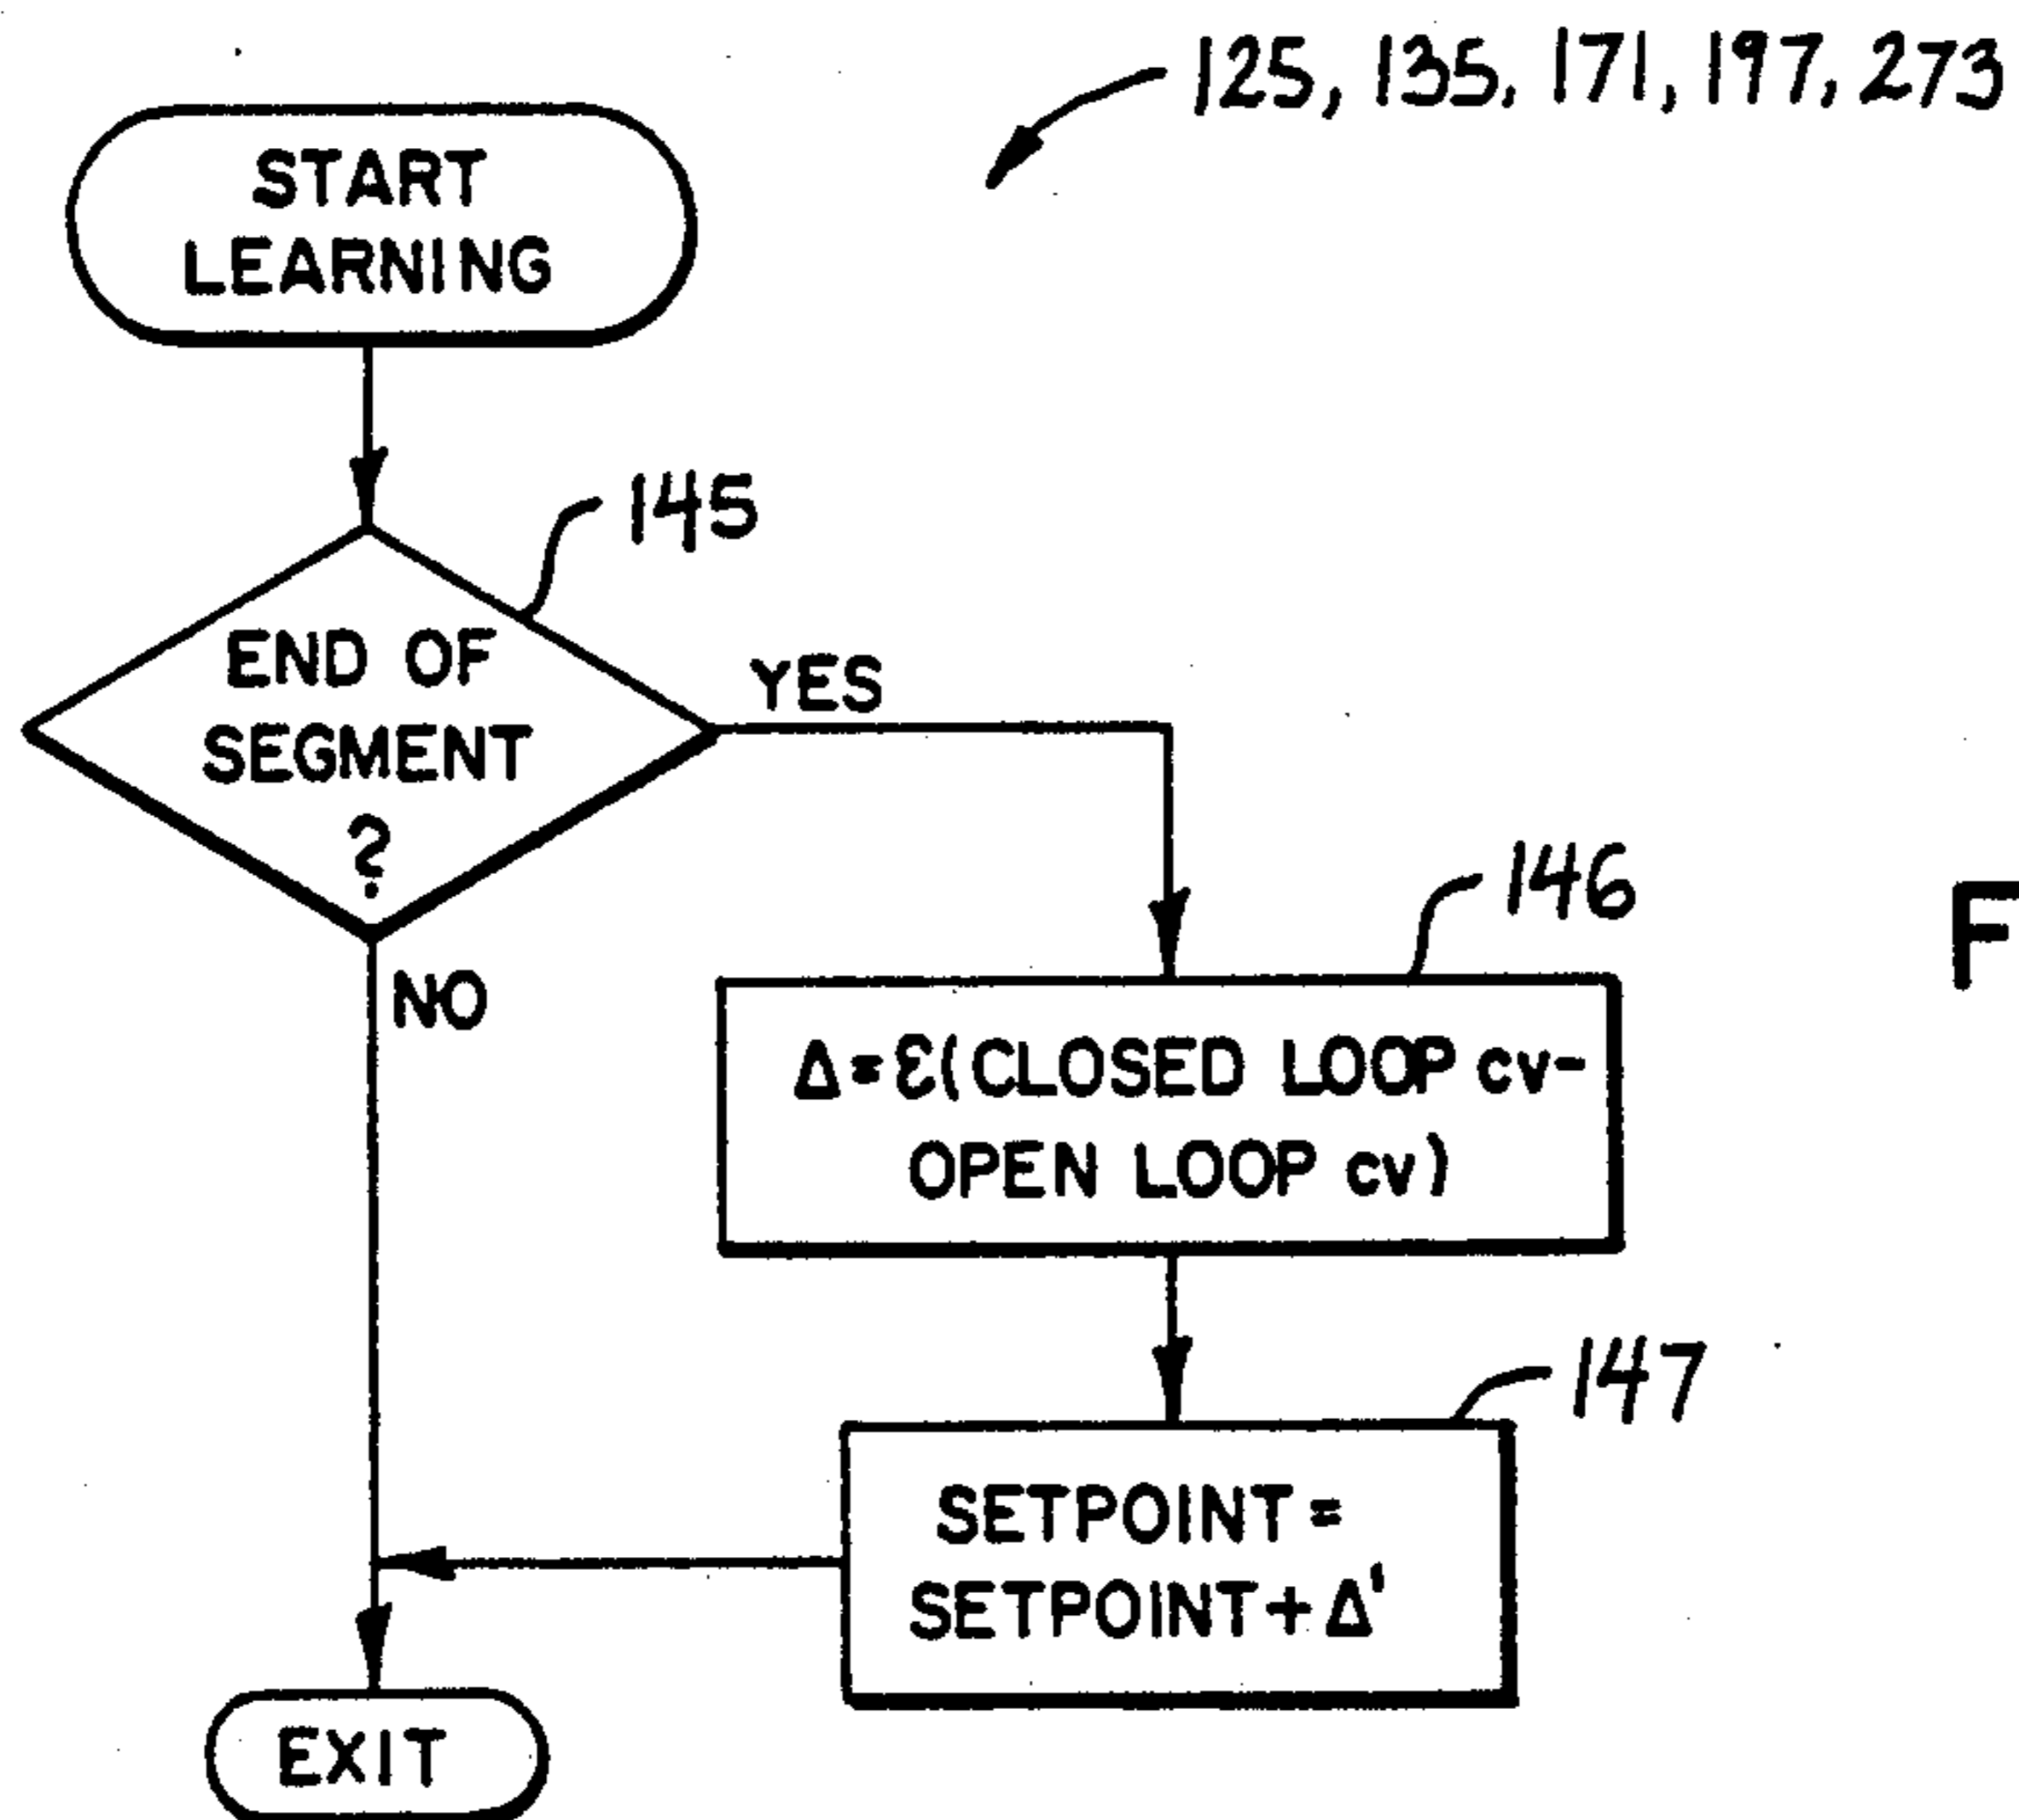 125, 135, 171, 197, 273
START
LEARNING
145
END OF
SEGMENT
?
YES
NO
146
F
Δ=Ɛ(CLOSED LOOP cv-
OPEN LOOP cv)
147
SETPOINT=
SETPOINT+Δ'
EXIT